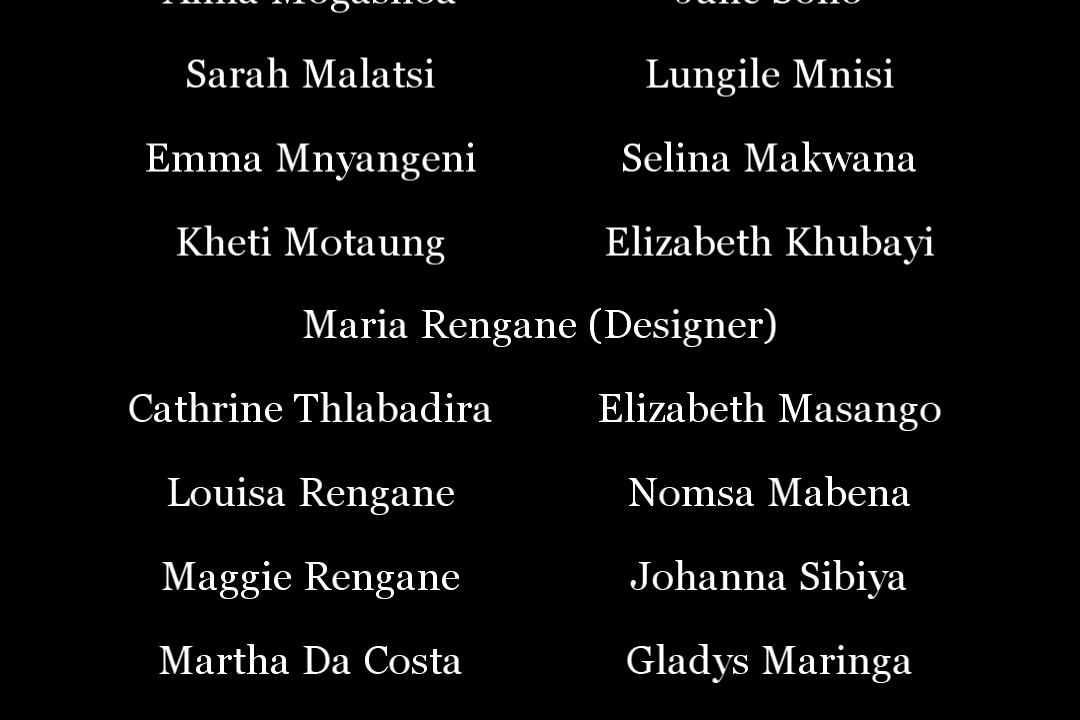 Sarah Malatsi Lungile Mnisi
Emma Mnyangeni Selina Makwana
Kheti Motaung Elizabeth Khubayi
Maria Rengane (Designer)
Cathrine Thlabadira Elizabeth Masango
Louisa Rengane Nomsa Mabena
Maggie Rengane Johanna Sibiya
Martha Da Costa Gladys Maringa